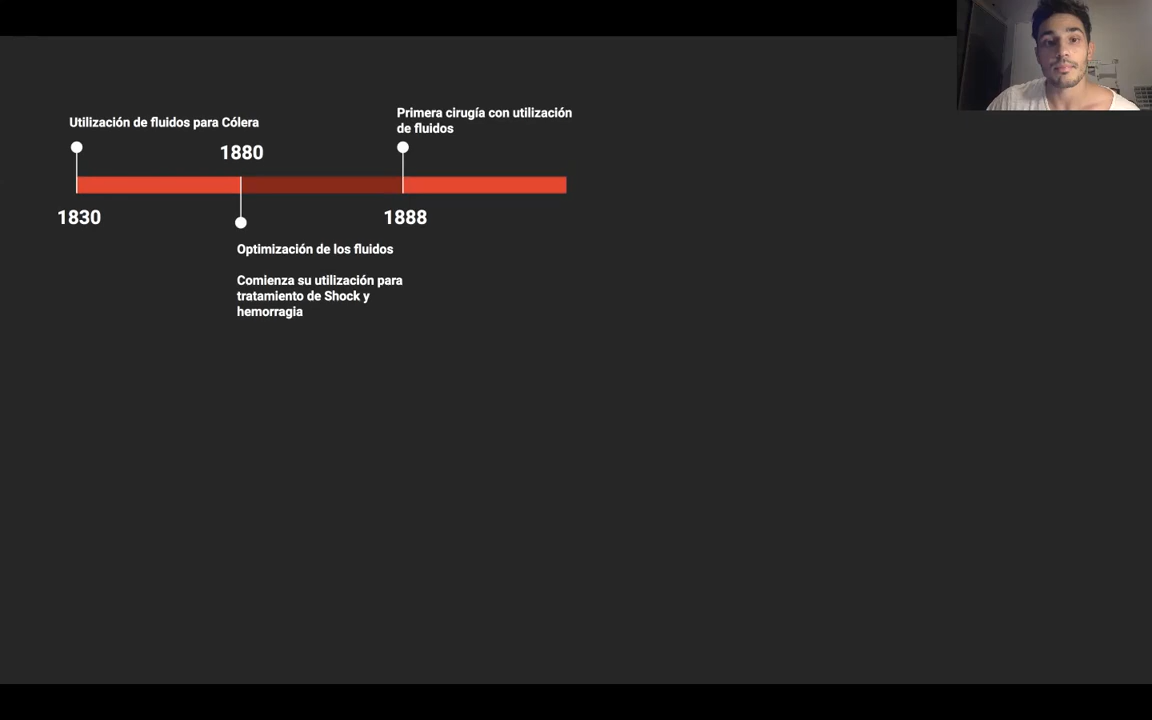 Utilización de fluidos para Cólera
Primera cirugía con utilización
de fluidos
1880
1830
1888
Optimización de los fluidos
Comienza su utilización para
tratamiento de Shock y
hemorragia